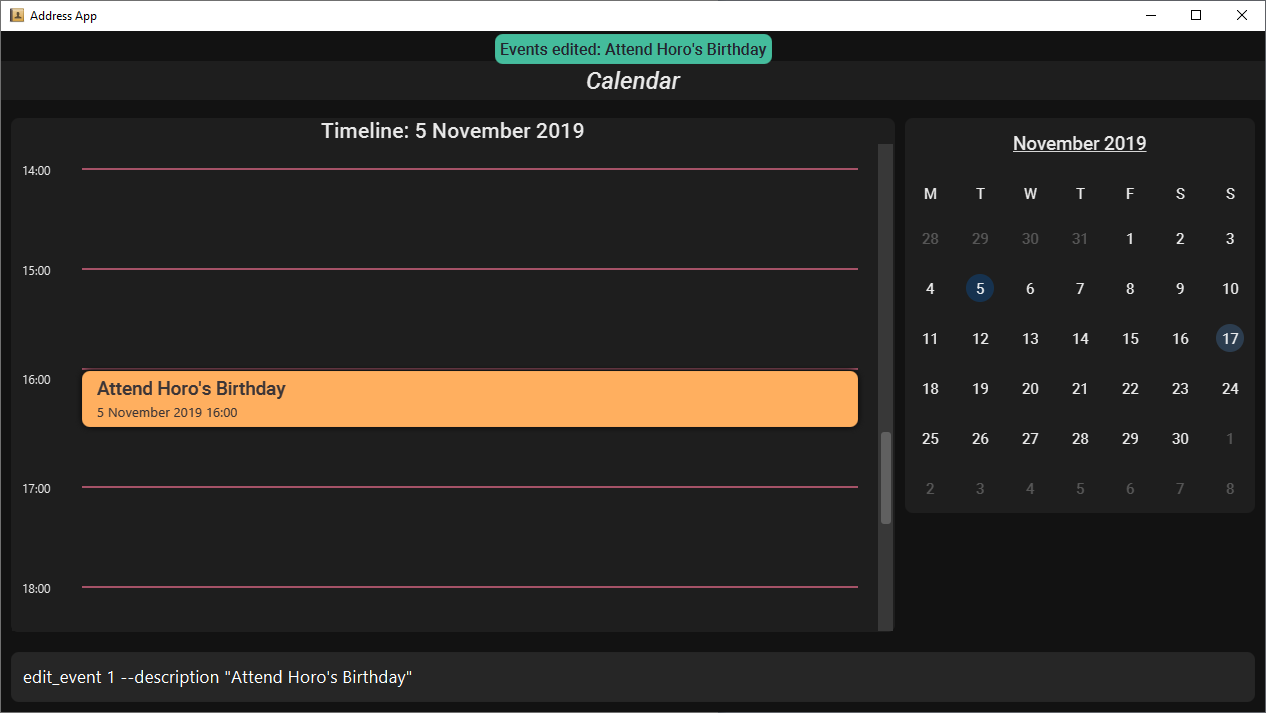 Address App
Events edited: Attend Horo's Birthday
Calendar
Timeline: 5 November 2019
14:00
15:00
16:00
Attend Horo's Birthday
5 November 2019 16:00
17:00
18:00
November 2019
M T W T F S S
28 29 30 31 1 2 3
4 5 6 7 8 9 10
11 12 13 14 15 16 17
18 19 20 21 22 23 24
25 26 27 28 29 30 1
2 3 4 5 6 7 8
edit_event 1 --description "Attend Horo's Birthday"